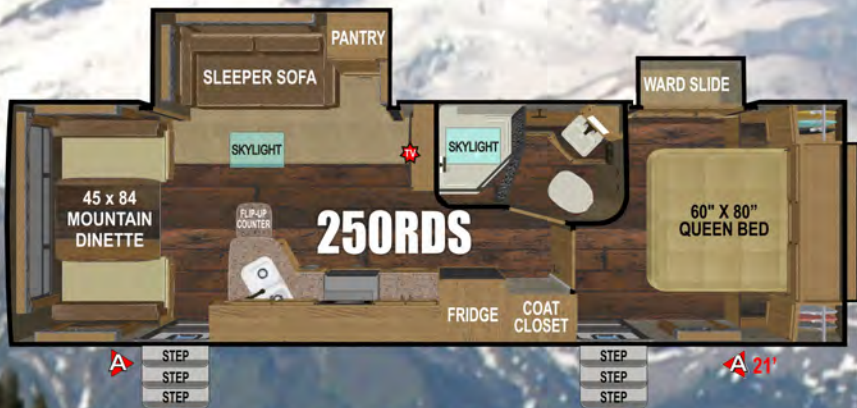 PANTRY
SLEEPER SOFA
WARD SLIDE
SKYLIGHT
TV
SKYLIGHT
45 x 84
MOUNTAIN
DINETTE
FLIP-UP
COUNTER
250RDS
60" X 80"
QUEEN BED
FRIDGE
COAT
CLOSET
STEP
STEP
STEP
STEP
STEP
STEP
A
A 21'